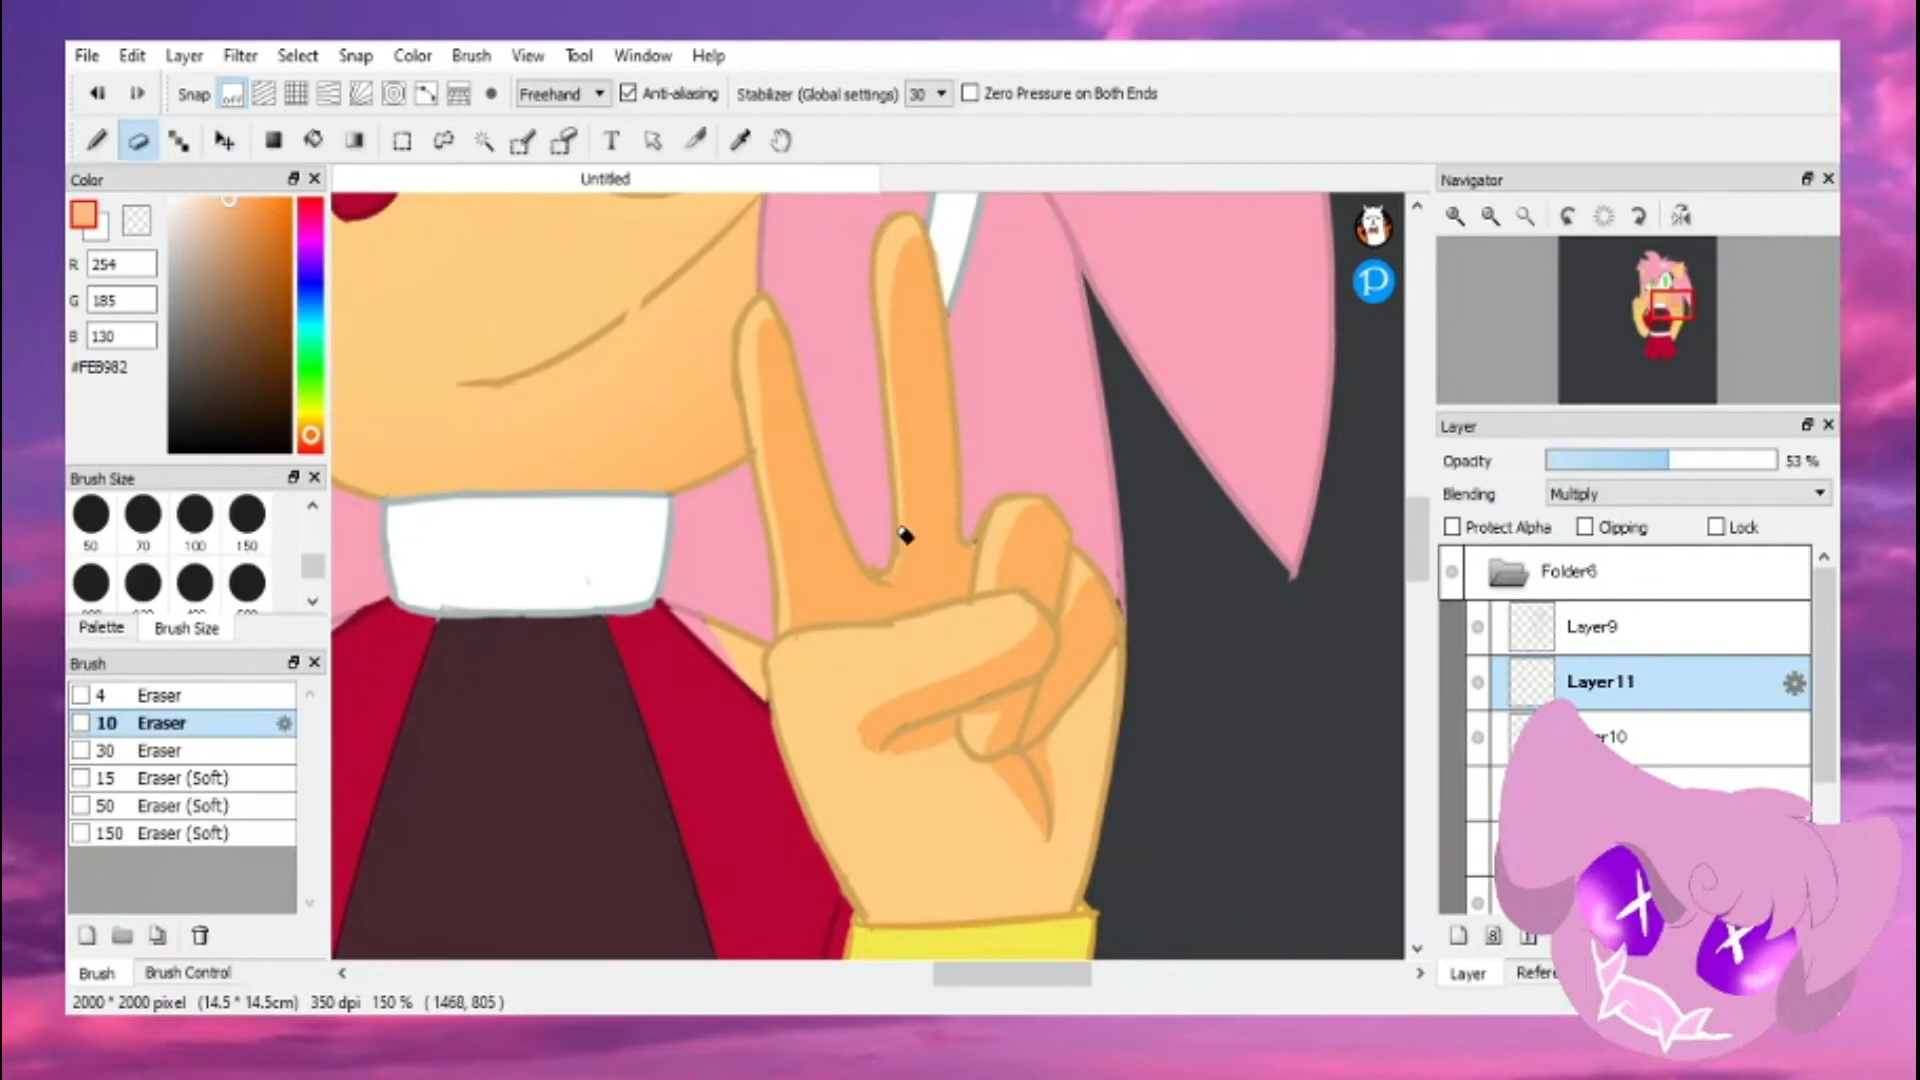 File Edit Layer Filter Select Snap Color Brush View Tool Window Help
Snap off Freehand Anti-aliasing Stabilizer (Global settings) 30 Zero Pressure on Both Ends
T
Color
Untitled
Navigator
R 254
G 185
B 130
#FEB982
P
Layer
Opacity 53 %
Blending Multiply
Protect Alpha Clipping Lock
Brush Size
50 70 100 150
Palette Brush Size
Folder6
Layer9
Layer11
er10
Brush
4 Eraser
10 Eraser
30 Eraser
15 Eraser (Soft)
50 Eraser (Soft)
150 Eraser (Soft)
8
Brush Brush Control
Layer Refere
2000 * 2000 pixel (14.5 * 14.5cm) 350 dpi 150 % ( 1468, 805 )